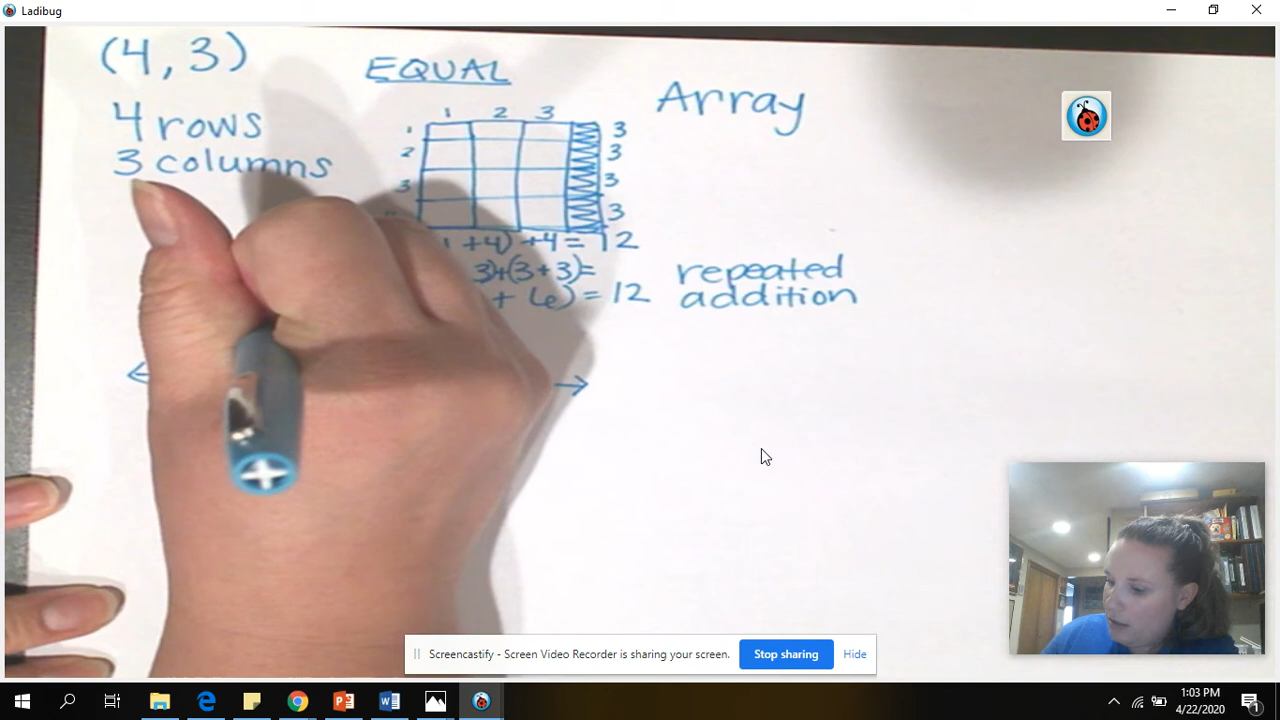 Ladibug
(4, 3)
EQUAL
Array
4 rows
3 columns
1 2 3
1
2
3
3
3
3
3
+4) +4 = 12
3)+(3+3)=
+ 6) = 12
repeated
addition
Screencastify - Screen Video Recorder is sharing your screen.
Stop sharing
Hide
1:03 PM
4/22/2020
1